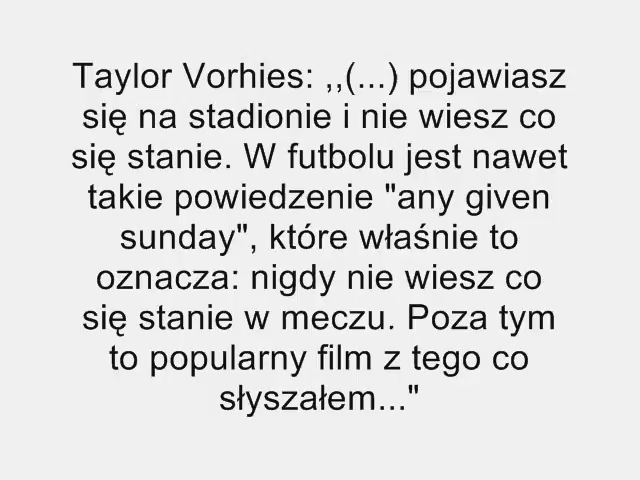 Taylor Vorhies: ,,(...) pojawiasz
się na stadionie i nie wiesz co
się stanie. W futbolu jest nawet
takie powiedzenie "any given
sunday", które właśnie to
oznacza: nigdy nie wiesz co
się stanie w meczu. Poza tym
to popularny film z tego co
słyszałem..."